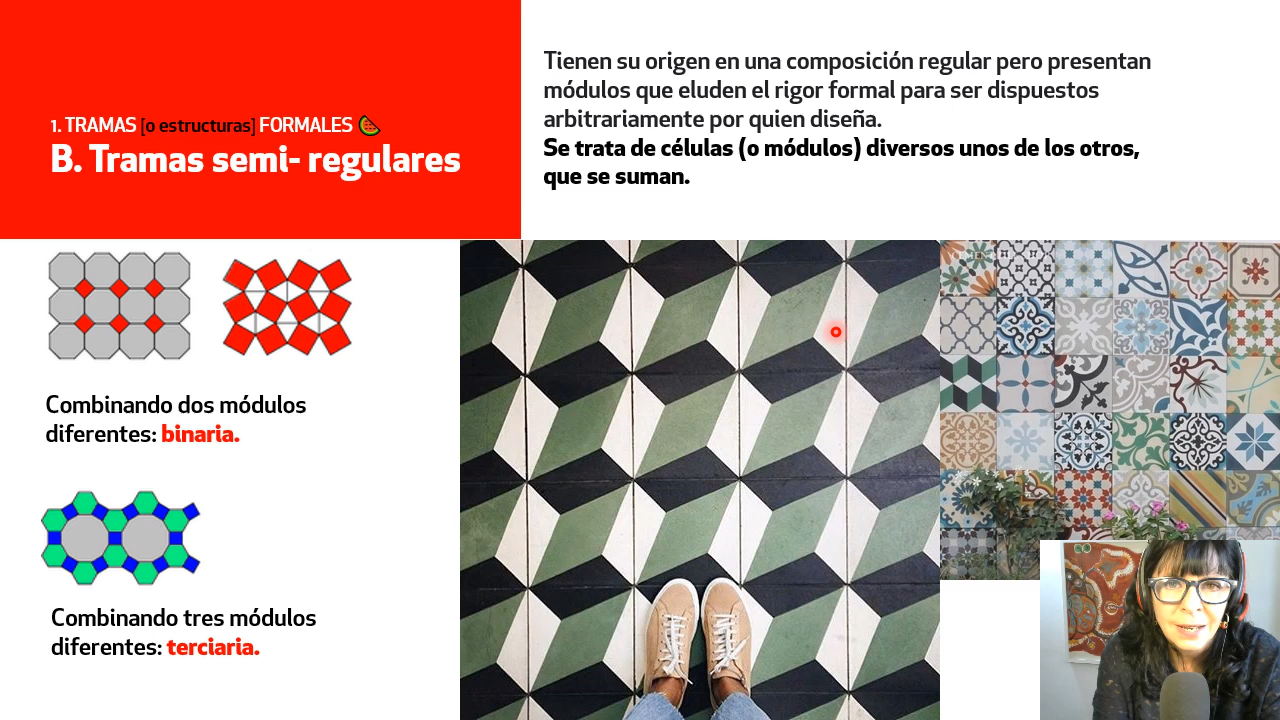 1. TRAMAS [o estructuras] FORMALES
B. Tramas semi- regulares
Tienen su origen en una composición regular pero presentan
módulos que eluden el rigor formal para ser dispuestos
arbitrariamente por quien diseña.
Se trata de células (o módulos) diversos unos de los otros,
que se suman.
Combinando dos módulos
diferentes: binaria.
Combinando tres módulos
diferentes: terciaria.